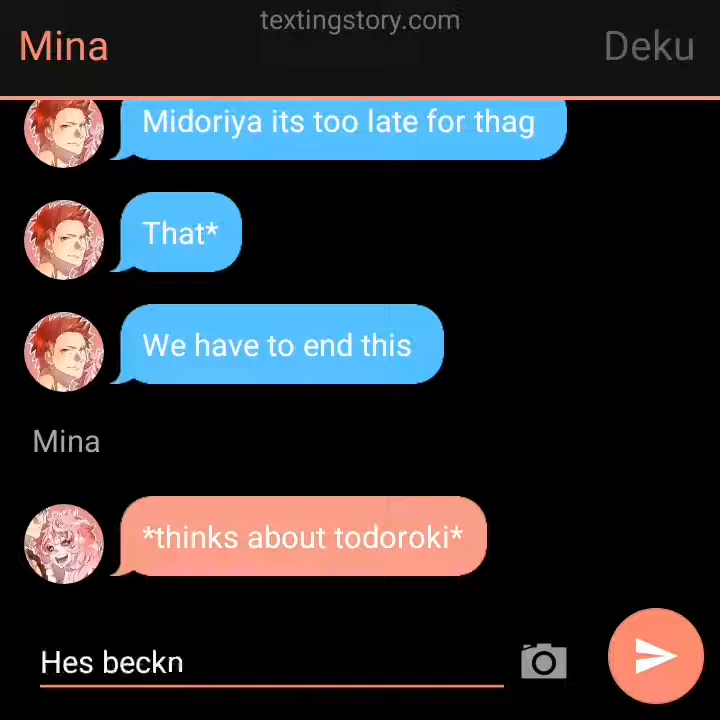 textingstory.com
Mina
Deku
Midoriya its too late for thag
That*
We have to end this
Mina
*thinks about todoroki*
Hes beckn